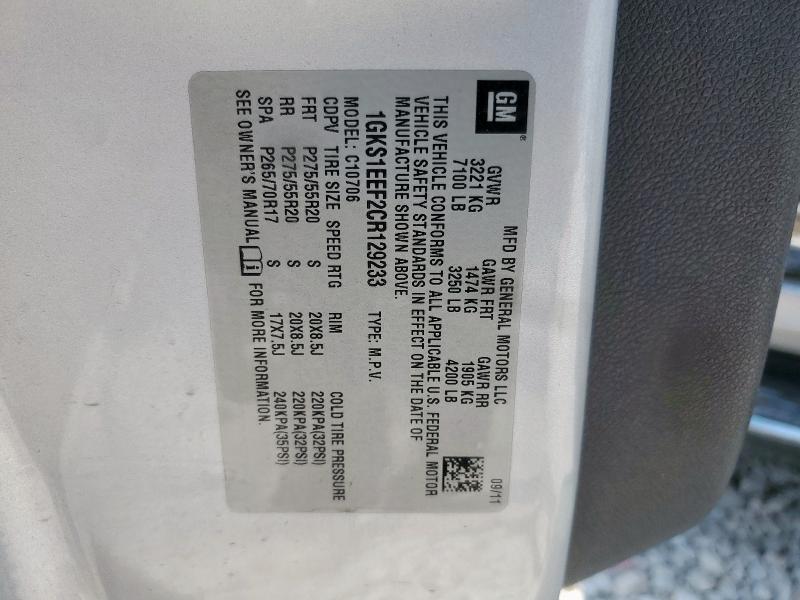 GM
MFD BY GENERAL MOTORS LLC 09/11
GVWR GAWR FRT GAWR RR
3221 KG 1474 KG 1905 KG
7100 LB 3250 LB 4200 LB
THIS VEHICLE CONFORMS TO ALL APPLICABLE U.S. FEDERAL MOTOR
VEHICLE SAFETY STANDARDS IN EFFECT ON THE DATE OF
MANUFACTURE SHOWN ABOVE.
1GKS1EEF2CR129233 TYPE: M.P.V.
MODEL: C10706
CDPV TIRE SIZE SPEED RTG RIM COLD TIRE PRESSURE
FRT P275/55R20 S 20X8.5J 220KPA(32PSI)
RR P275/55R20 S 20X8.5J 220KPA(32PSI)
SPA P265/70R17 S 17X7.5J 240KPA(35PSI)
SEE OWNER'S MANUAL FOR MORE INFORMATION.